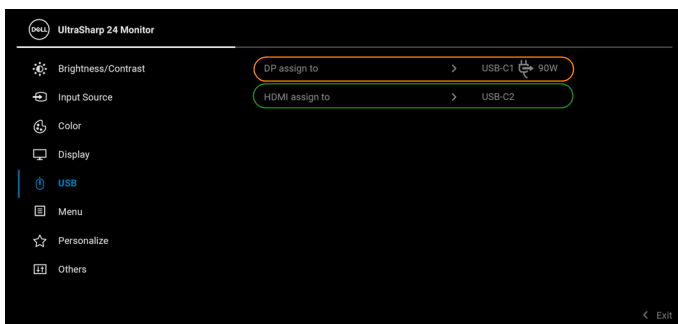 DELL UltraSharp 24 Monitor
Brightness/Contrast
DP assign to > USB-C1 90W
Input Source
HDMI assign to > USB-C2
Color
Display
USB
Menu
Personalize
Others
< Exit